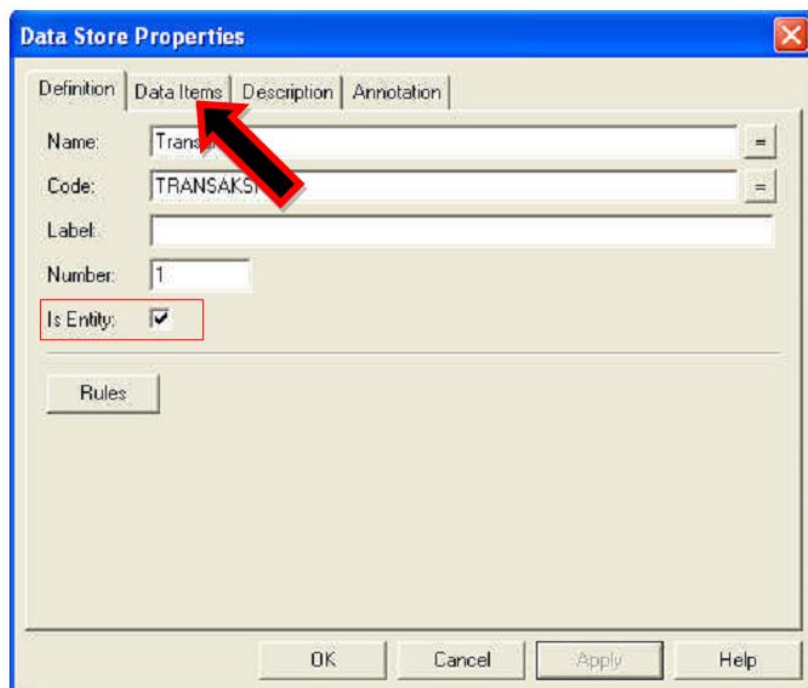 Data Store Properties
Definition Data Items Description Annotation
Name: =
Code: TRANSAKSI =
Label:
Number: 1
Is Entity:
Rules
OK Cancel Apply Help